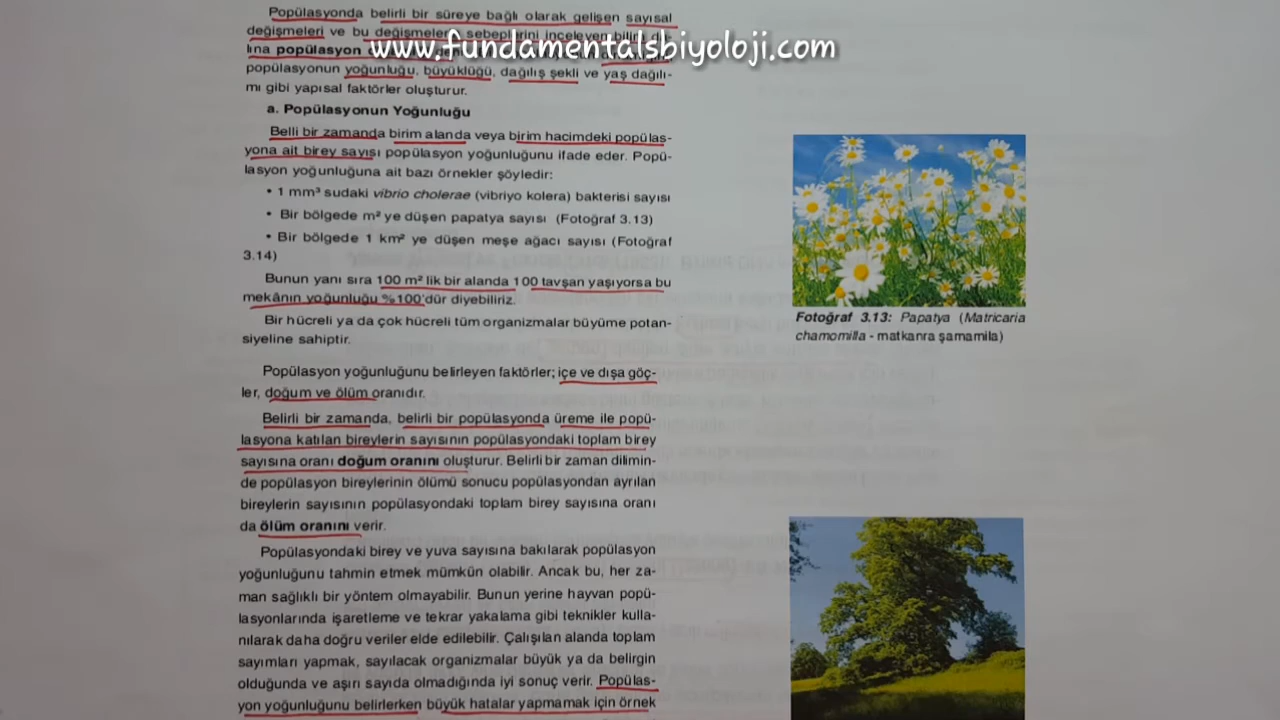 Popülasyonda belirli bir süreye bağlı olarak gelişen sayısal
değişmeleri ve bu değişmelerin sebeplerini inceleyen bilim da-
www.fundamentalsbiyoloji.com
lına popülasyon
popülasyonun yoğunluğu, büyüklüğü, dağılış şekli ve yaş dağılı-
mı gibi yapısal faktörler oluşturur.
a. Popülasyonun Yoğunluğu
Belli bir zamanda birim alanda veya birim hacimdeki popülas-
yona ait birey sayısı popülasyon yoğunluğunu ifade eder. Popü-
lasyon yoğunluğuna ait bazı örnekler şöyledir:
• 1 mm³ sudaki vibrio cholerae (vibriyo kolera) bakterisi sayısı
• Bir bölgede m² ye düşen papatya sayısı (Fotoğraf 3.13)
• Bir bölgede 1 km² ye düşen meşe ağacı sayısı (Fotoğraf
3.14)
Bunun yanı sıra 100 m² lik bir alanda 100 tavşan yaşıyorsa bu
mekânın yoğunluğu %100'dür diyebiliriz.
Bir hücreli ya da çok hücreli tüm organizmalar büyüme potan-
siyeline sahiptir.
Popülasyon yoğunluğunu belirleyen faktörler; içe ve dışa göç-
ler, doğum ve ölüm oranıdır.
Belirli bir zamanda, belirli bir popülasyonda üreme ile popü-
lasyona katılan bireylerin sayısının popülasyondaki toplam birey
sayısına oranı doğum oranını oluşturur. Belirli bir zaman dilimin-
de popülasyon bireylerinin ölümü sonucu popülasyondan ayrılan
bireylerin sayısının popülasyondaki toplam birey sayısına oranı
da ölüm oranını verir.
Popülasyondaki birey ve yuva sayısına bakılarak popülasyon
yoğunluğunu tahmin etmek mümkün olabilir. Ancak bu, her za-
man sağlıklı bir yöntem olmayabilir. Bunun yerine hayvan popü-
lasyonlarında işaretleme ve tekrar yakalama gibi teknikler kulla-
nılarak daha doğru veriler elde edilebilir. Çalışılan alanda toplam
sayımları yapmak, sayılacak organizmalar büyük ya da belirgin
olduğunda ve aşırı sayıda olmadığında iyi sonuç verir. Popülas-
yon yoğunluğunu belirlerken büyük hatalar yapmamak için örnek
Fotoğraf 3.13: Papatya (Matricaria
chamomilla - matkanra şamamila)